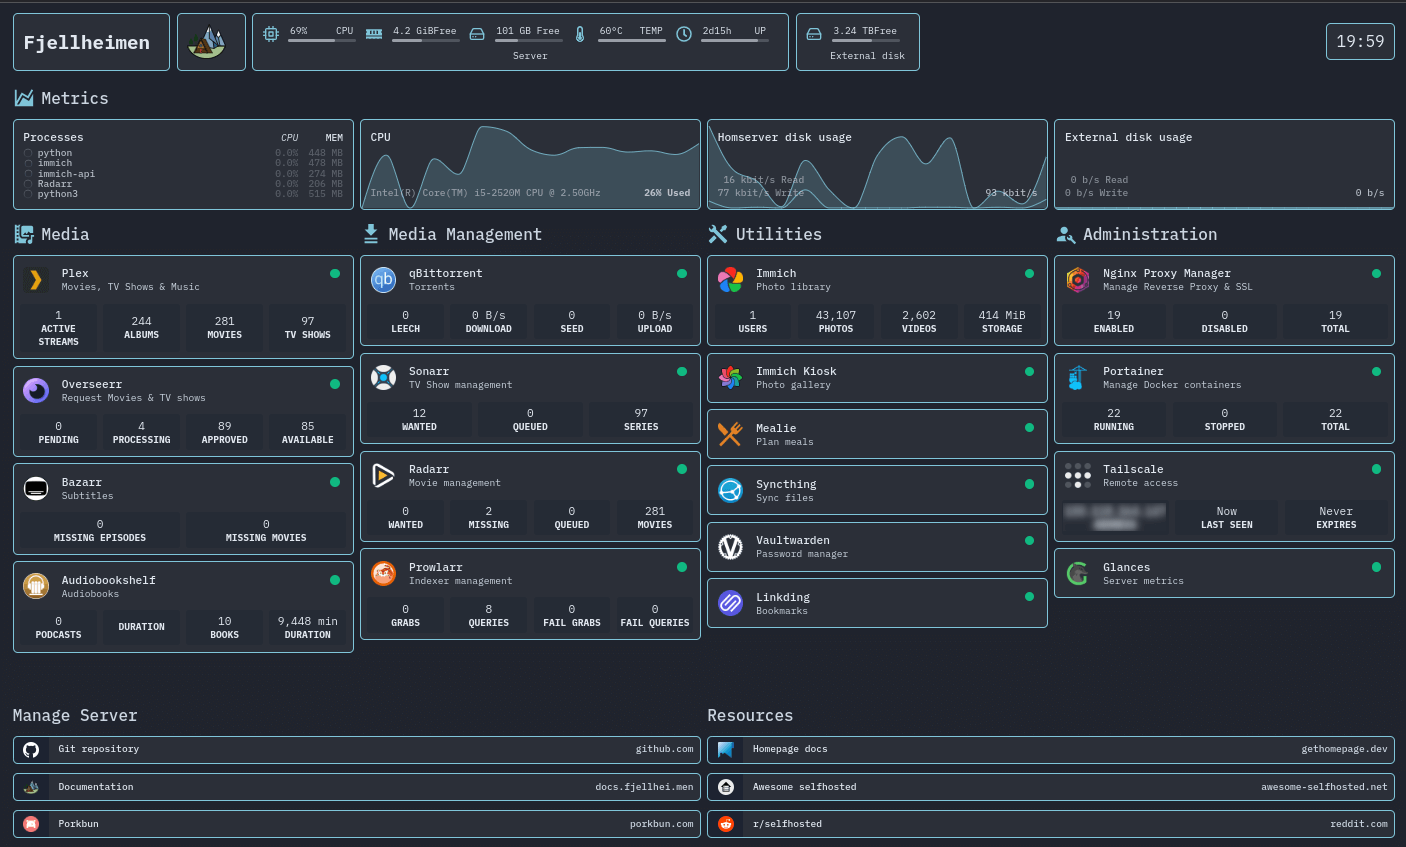 Fjellheimen
69% CPU
4.2 GiBFree
101 GB Free
60°C TEMP
2d15h UP
Server
3.24 TBFree
External disk
19:59
Metrics
Processes CPU MEM
python 0.0% 448 MB
immich 0.0% 478 MB
immich-api 0.0% 274 MB
Radarr 0.0% 206 MB
python3 0.0% 515 MB
CPU
Intel(R) Core(TM) i5-2520M CPU @ 2.50GHz 26% Used
Homserver disk usage
16 kbit/s Read
77 kbit/s Write 93 kbit/s
External disk usage
0 b/s Read
0 b/s Write 0 b/s
Media
Plex
Movies, TV Shows & Music
1 244 281 97
ACTIVE STREAMS ALBUMS MOVIES TV SHOWS
Overseerr
Request Movies & TV shows
0 4 89 85
PENDING PROCESSING APPROVED AVAILABLE
Bazarr
Subtitles
0 0
MISSING EPISODES MISSING MOVIES
Audiobookshelf
Audiobooks
0 10 9,448 min
PODCASTS DURATION BOOKS DURATION
Media Management
qb
qBittorrent
Torrents
0 0 B/s 0 0 B/s
LEECH DOWNLOAD SEED UPLOAD
Sonarr
TV Show management
12 0 97
WANTED QUEUED SERIES
Radarr
Movie management
0 2 0 281
WANTED MISSING QUEUED MOVIES
Prowlarr
Indexer management
0 8 0 0
GRABS QUERIES FAIL GRABS FAIL QUERIES
Utilities
Immich
Photo library
1 43,107 2,602 414 MiB
USERS PHOTOS VIDEOS STORAGE
Immich Kiosk
Photo gallery
Mealie
Plan meals
Syncthing
Sync files
Vaultwarden
Password manager
Linkding
Bookmarks
Administration
Nginx Proxy Manager
Manage Reverse Proxy & SSL
19 0 19
ENABLED DISABLED TOTAL
Portainer
Manage Docker containers
22 0 22
RUNNING STOPPED TOTAL
Tailscale
Remote access
Now Never
LAST SEEN EXPIRES
Glances
Server metrics
Manage Server
Git repository github.com
Documentation docs.fjellhei.men
Porkbun porkbun.com
Resources
Homepage docs gethomepage.dev
Awesome selfhosted awesome-selfhosted.net
r/selfhosted reddit.com